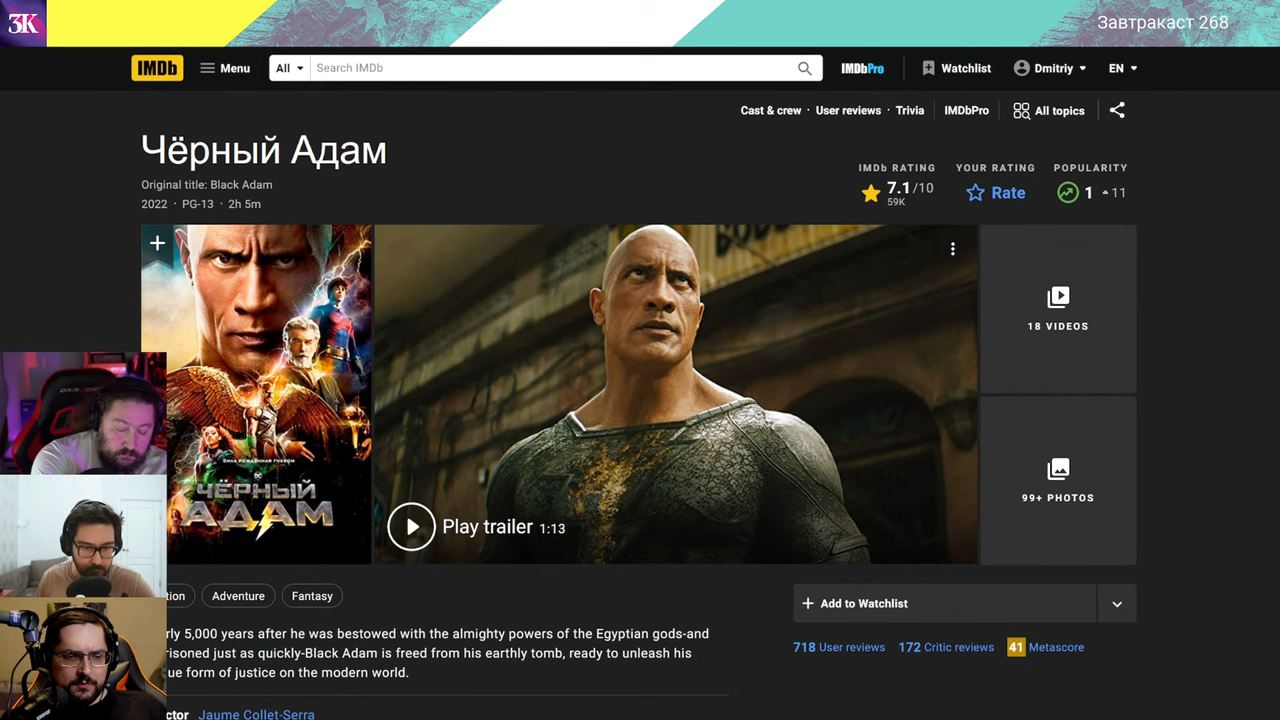 ЗК
Завтракаст 268
IMDb
Menu
All
Search IMDb
IMDbPro
Watchlist
Dmitriy
EN
Cast & crew · User reviews · Trivia
IMDbPro
All topics
Чёрный Адам
Original title: Black Adam
2022 · PG-13 · 2h 5m
IMDb RATING
7.1/10
59K
YOUR RATING
Rate
POPULARITY
1
11
DC
ЧЁРНЫЙ
АДАМ
Play trailer 1:13
18 VIDEOS
99+ PHOTOS
tion
Adventure
Fantasy
rly 5,000 years after he was bestowed with the almighty powers of the Egyptian gods-and
risoned just as quickly-Black Adam is freed from his earthly tomb, ready to unleash his
ue form of justice on the modern world.
ctor Jaume Collet-Serra
+ Add to Watchlist
718 User reviews
172 Critic reviews
41 Metascore